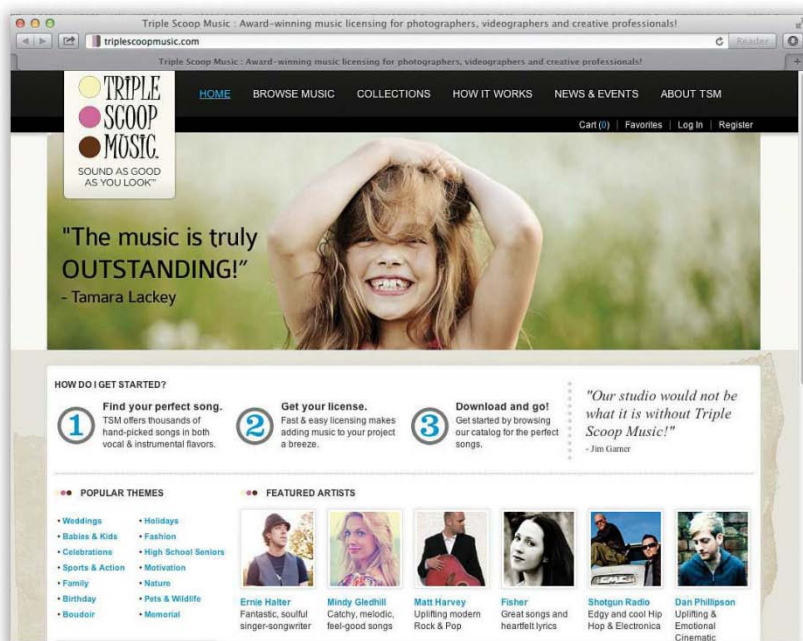 Triple Scoop Music : Award-winning music licensing for photographers, videographers and creative professionals!
triplescoopmusic.com
Reader
Triple Scoop Music : Award-winning music licensing for photographers, videographers and creative professionals!
TRIPLE
SCOOP
MUSIC.
SOUND AS GOOD
AS YOU LOOK™
HOME BROWSE MUSIC COLLECTIONS HOW IT WORKS NEWS & EVENTS ABOUT TSM
Cart (0) | Favorites | Log In | Register
"The music is truly
OUTSTANDING!"
- Tamara Lackey
HOW DO I GET STARTED?
1
Find your perfect song.
TSM offers thousands of
hand-picked songs in both
vocal & instrumental flavors.
2
Get your license.
Fast & easy licensing makes
adding music to your project
a breeze.
3
Download and go!
Get started by browsing
our catalog for the perfect
songs.
"Our studio would not be
what it is without Triple
Scoop Music!"
- Jim Garner
POPULAR THEMES
• Weddings
• Babies & Kids
• Celebrations
• Sports & Action
• Family
• Birthday
• Boudoir
• Holidays
• Fashion
• High School Seniors
• Motivation
• Nature
• Pets & Wildlife
• Memorial
FEATURED ARTISTS
Ernie Halter
Fantastic, soulful
singer-songwriter
Mindy Gledhill
Catchy, melodic,
feel-good songs
Matt Harvey
Uplifting modern
Rock & Pop
Fisher
Great songs and
heartfelt lyrics
GMC
Shotgun Radio
Edgy and cool Hip
Hop & Electronica
Dan Phillipson
Uplifting &
Emotional
Cinematic